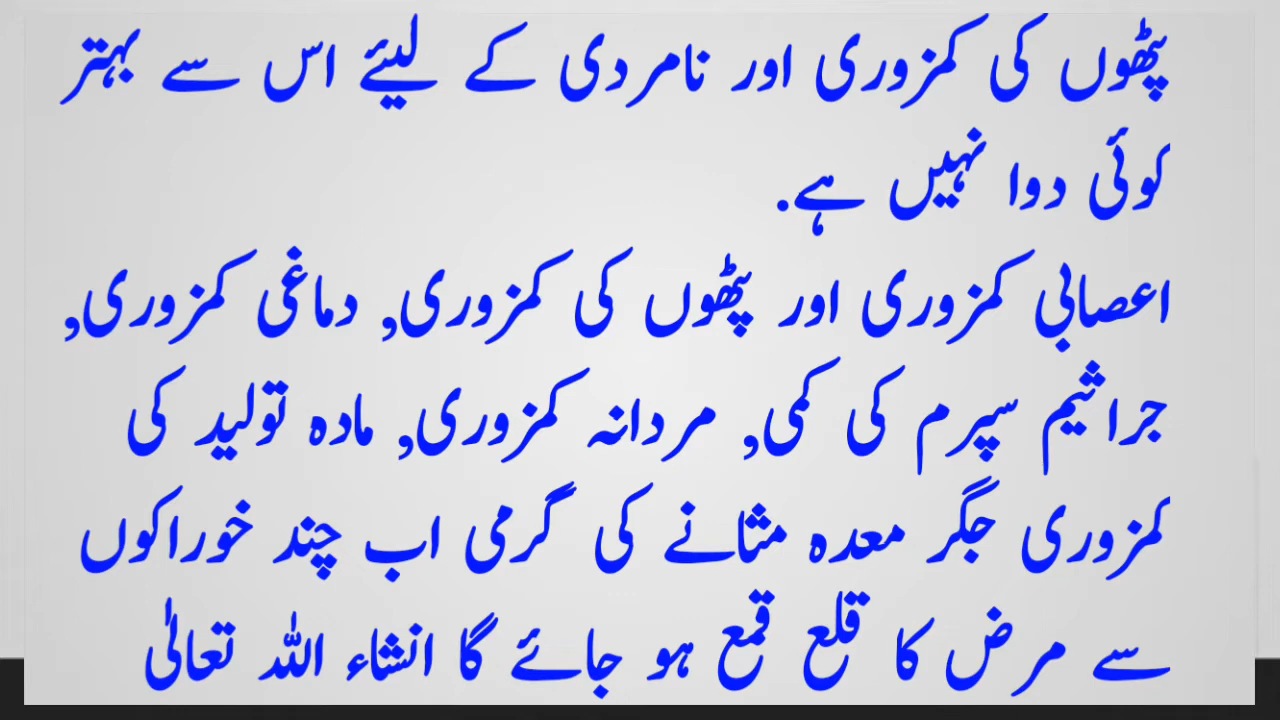 پٹھوں کی کمزوری اور نامردی کے لیئے اس سے بہتر
کوئی دوا نہیں ہے.
اعصابی کمزوری اور پٹھوں کی کمزوری, دماغی کمزوری,
جراثیم سپرم کی کمی, مردانہ کمزوری, مادہ تولید کی
کمزوری جگر معدہ مثانے کی گرمی اب چند خوراکوں
سے مرض کا قلع قمع ہو جائے گا انشاء اللہ تعالیٰ